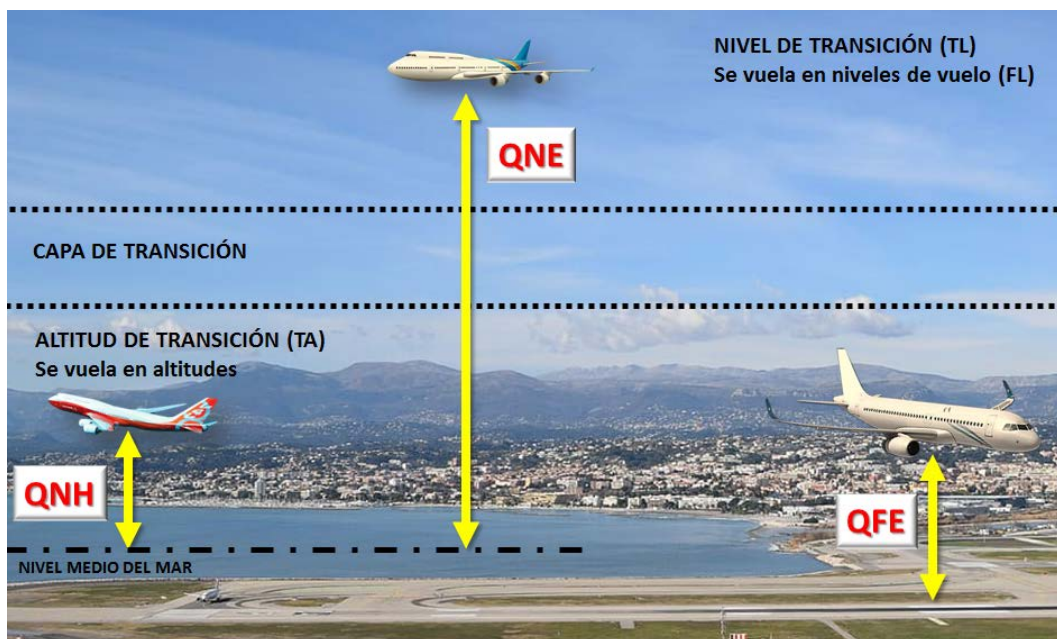 NIVEL DE TRANSICIÓN (TL)
Se vuela en niveles de vuelo (FL)
QNE
CAPA DE TRANSICIÓN
ALTITUD DE TRANSICIÓN (TA)
Se vuela en altitudes
QNH
QFE
NIVEL MEDIO DEL MAR